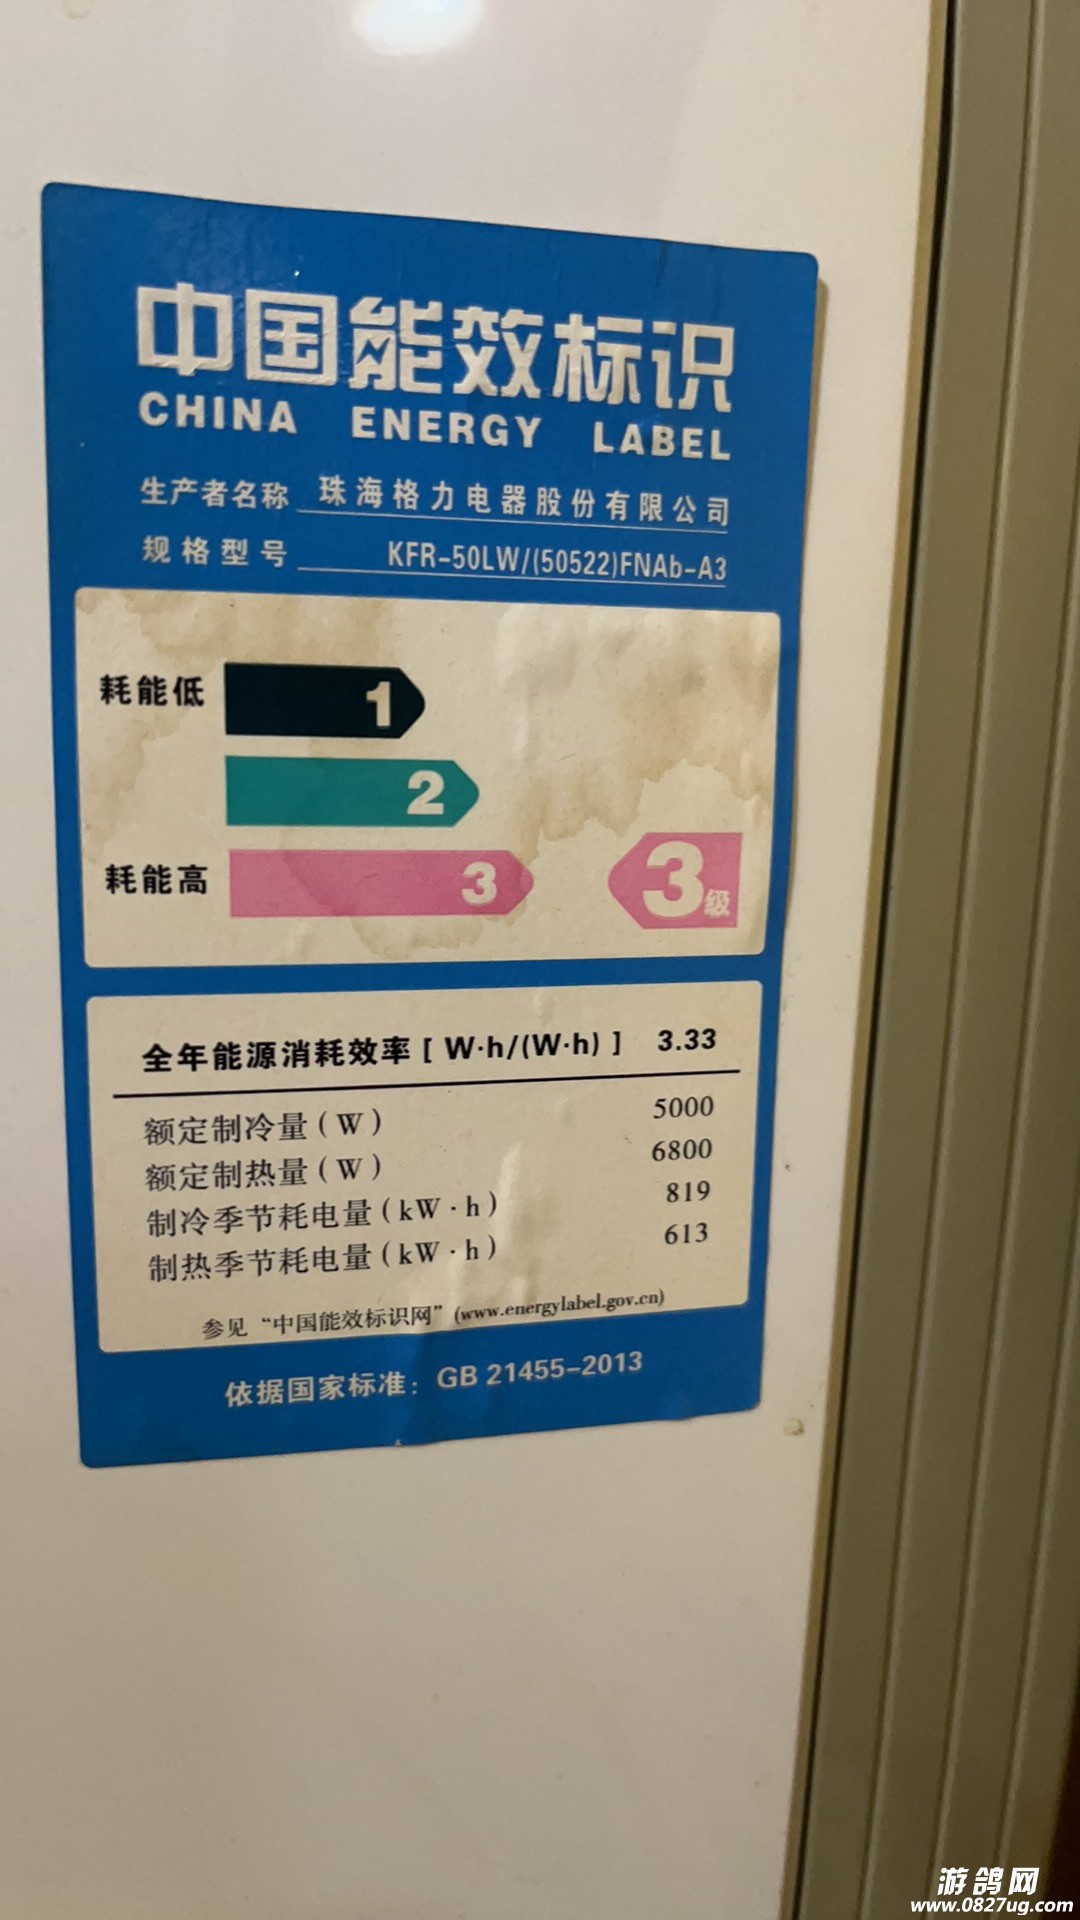 中国能效标识
CHINA ENERGY LABEL
生产者名称 珠海格力电器股份有限公司
规格型号 KFR-50LW/(50522)FNAb-A3
耗能低 1
2
耗能高 3 3级
全年能源消耗效率[W·h/(W·h)] 3.33
额定制冷量(W) 5000
额定制热量(W) 6800
制冷季节耗电量(kW·h) 819
制热季节耗电量(kW·h) 613
参见“中国能效标识网”(www.energylabel.gov.cn)
依据国家标准：GB 21455-2013
游鸽网
www.0827ug.com